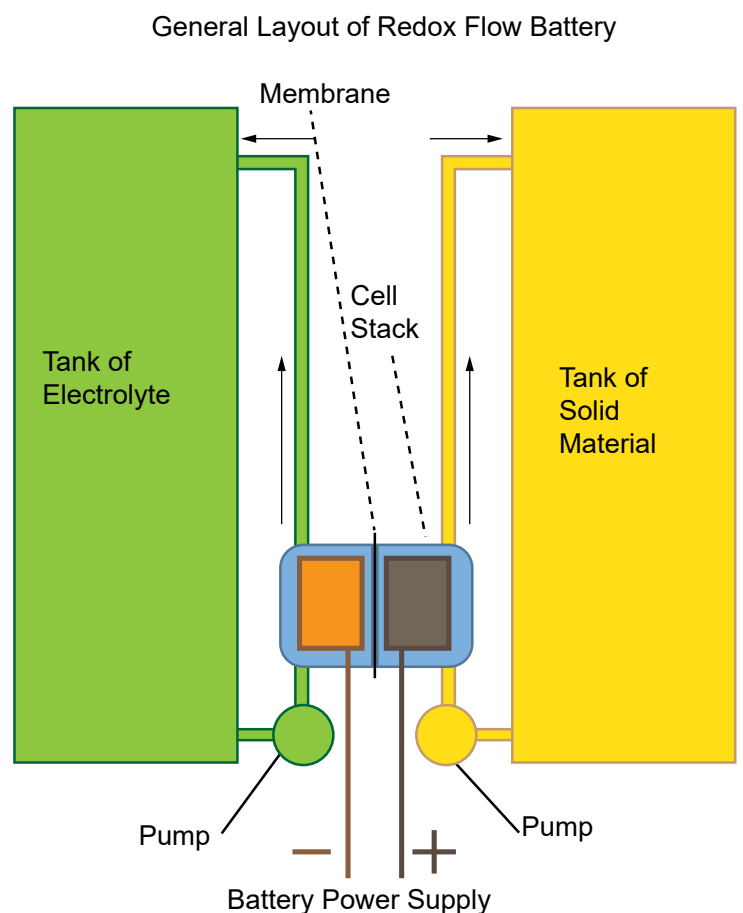 General Layout of Redox Flow Battery
Membrane
Cell
Stack
Tank of
Electrolyte
Tank of
Solid
Material
Pump
Pump
− +
Battery Power Supply